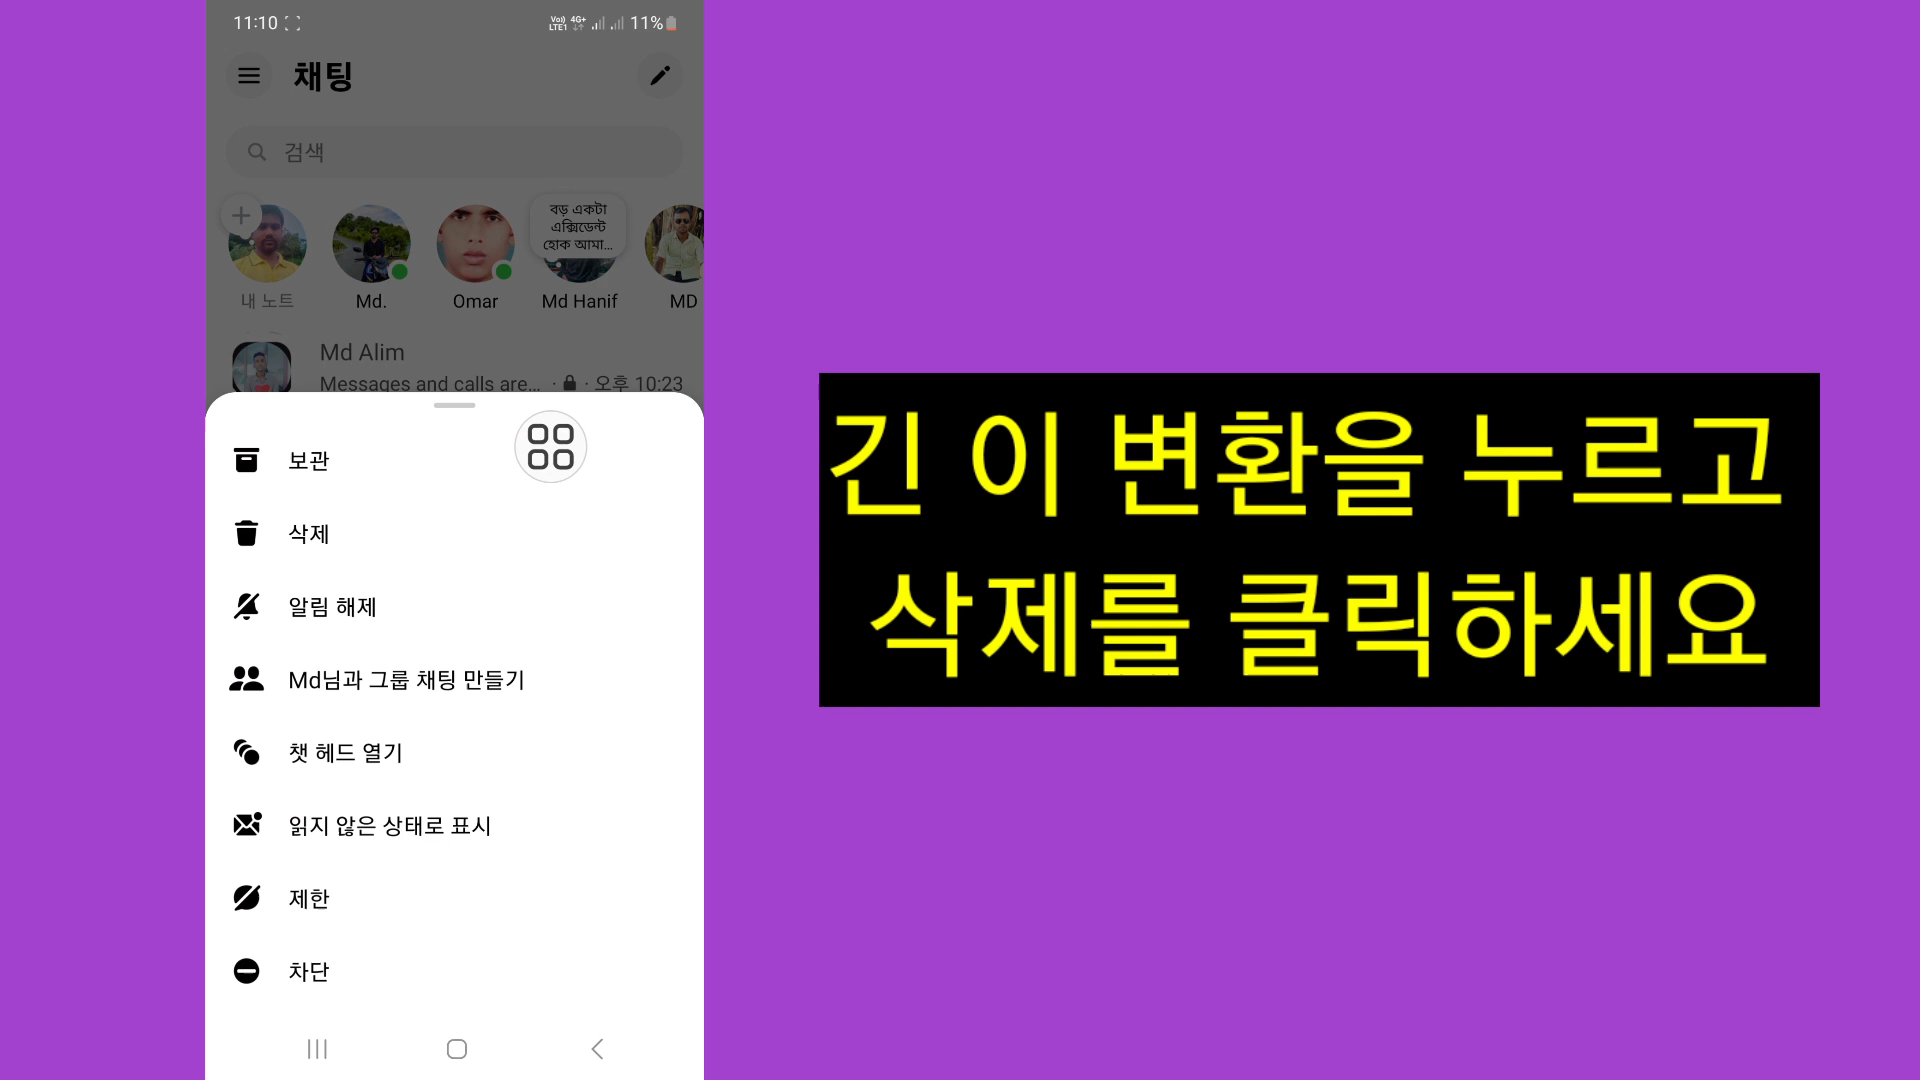 11:10
Vo) 4G+
LTE1
11%
채팅
검색
বড় একটা
এক্সিডেন্ট
হোক আমা...
내 노트
Md.
Omar
Md Hanif
MD
Md Alim
Messages and calls are... · · 오후 10:23
보관
삭제
알림 해제
Md님과 그룹 채팅 만들기
챗 헤드 열기
읽지 않은 상태로 표시
제한
차단
긴 이 변환을 누르고
삭제를 클릭하세요